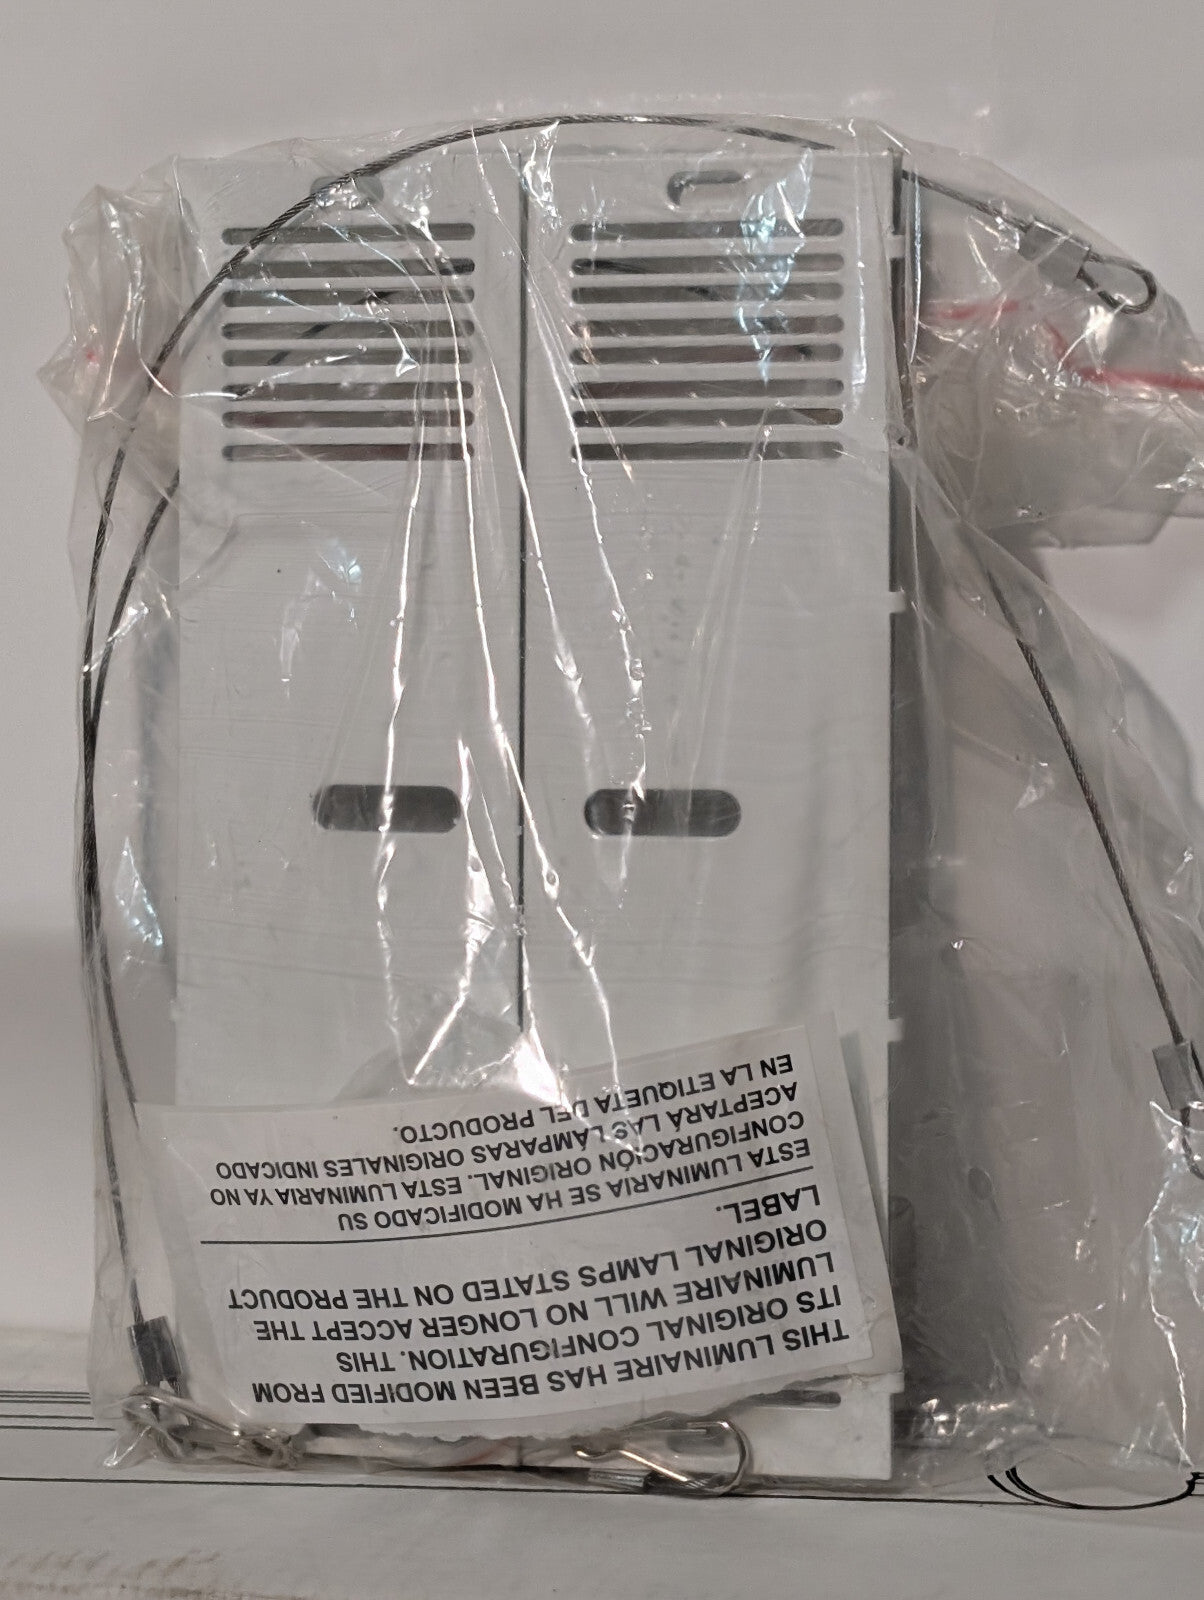 THIS LUMINAIRE HAS BEEN MODIFIED FROM
ITS ORIGINAL CONFIGURATION. THIS
LUMINAIRE WILL NO LONGER ACCEPT THE
ORIGINAL LAMPS STATED ON THE PRODUCT
LABEL.
ESTA LUMINARIA SE HA MODIFICADO SU
CONFIGURACIÓN ORIGINAL. ESTA LUMINARIA YA NO
ACEPTARÁ LAS LÁMPARAS ORIGINALES INDICADO
EN LA ETIQUETA DEL PRODUCTO.